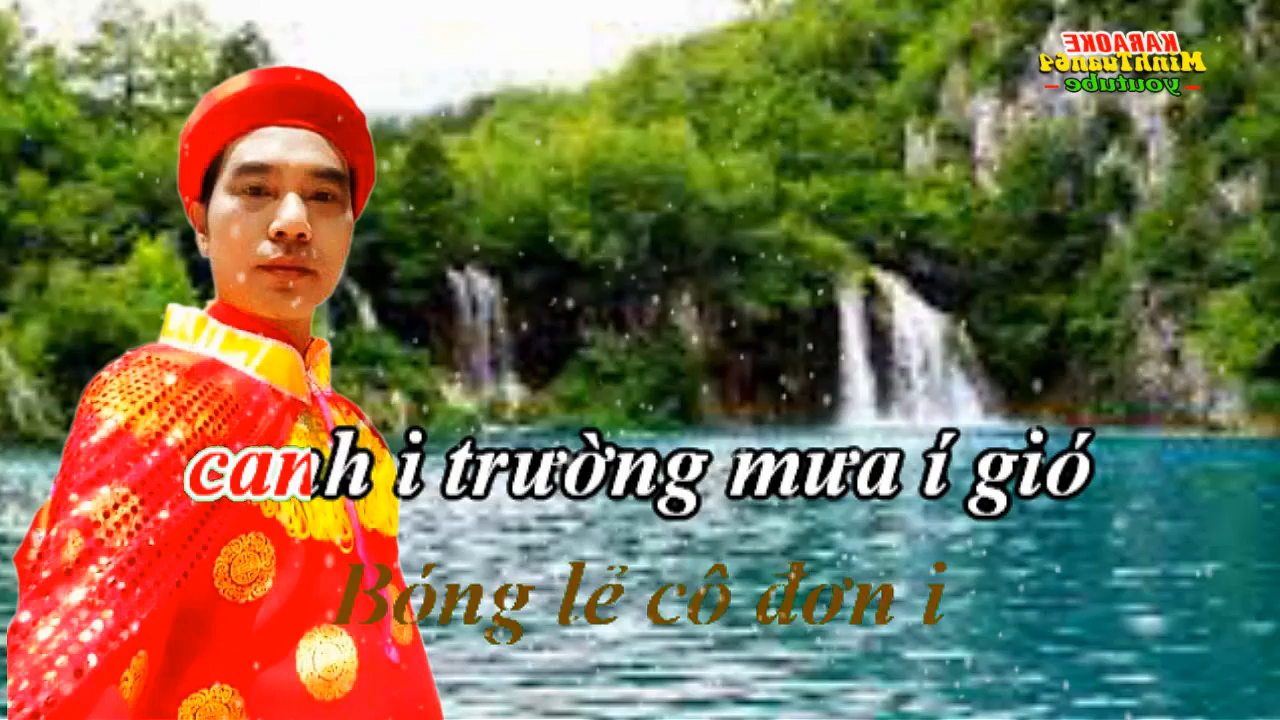 KARAOKE
MinhTuan64
youtube
canh i trường mưa í gió
Bóng lẻ cô đơn i